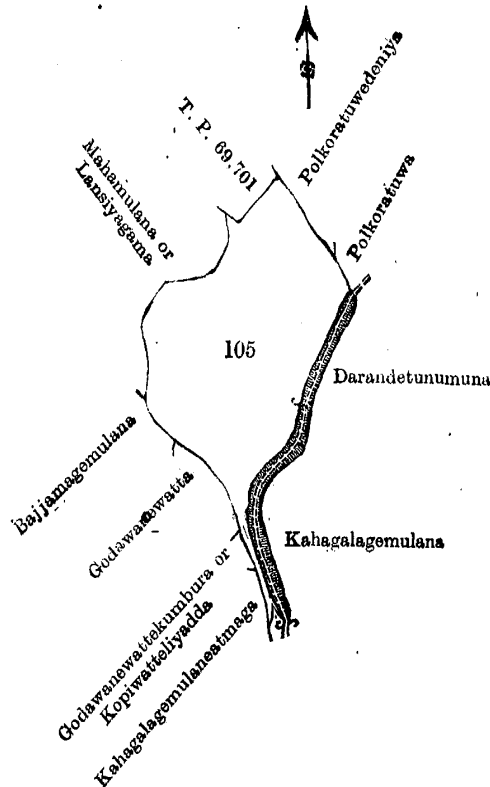 T. P. 69,701
Polkoratuwedeniya
Mahamulana or
Lansiyagama
Polkoratuwa
105
Darandetunumuna
Bajjamagemulana
Godawanewatta
Kahagalagemulana
Godawanewattekumbura or
Kopiwatteliyadda
Kahagalagemulaneatmaga